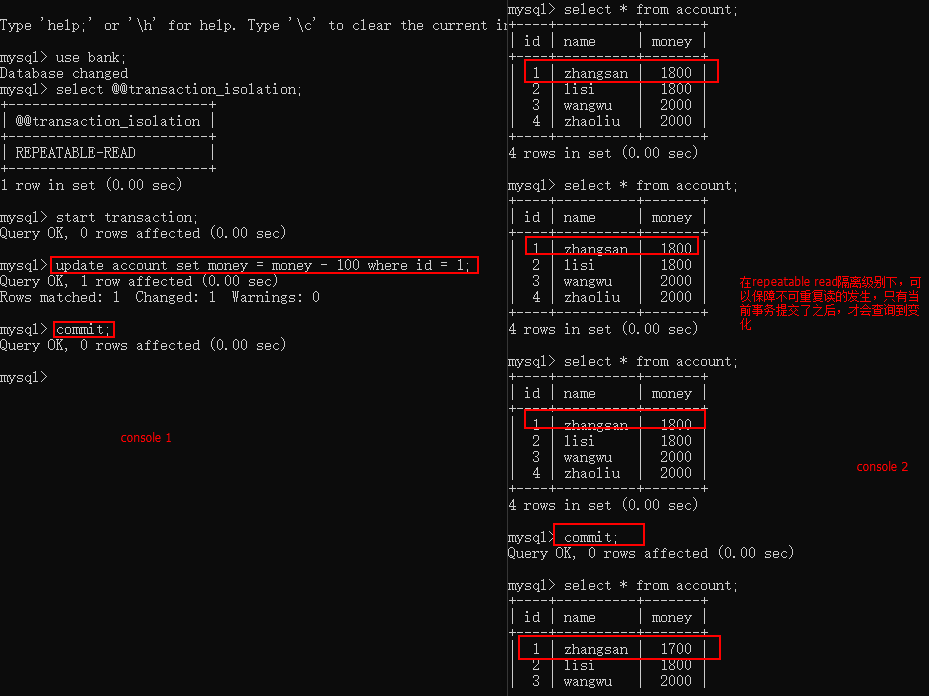 Type 'help;' or '\h' for help. Type '\c' to clear the current in
mysql> use bank;
Database changed
mysql> select @@transaction_isolation;
+-------------------------+
| @@transaction_isolation |
+-------------------------+
| REPEATABLE-READ         |
+-------------------------+
1 row in set (0.00 sec)
mysql> start transaction;
Query OK, 0 rows affected (0.00 sec)
mysql> update account set money = money - 100 where id = 1;
Query OK, 1 row affected (0.00 sec)
Rows matched: 1  Changed: 1  Warnings: 0
mysql> commit;
Query OK, 0 rows affected (0.00 sec)
mysql>
console 1
mysql> select * from account;
+----+----------+-------+
| id | name     | money |
+----+----------+-------+
|  1 | zhangsan |  1800 |
|  2 | lisi     |  1800 |
|  3 | wangwu   |  2000 |
|  4 | zhaoliu  |  2000 |
+----+----------+-------+
4 rows in set (0.00 sec)
mysql> select * from account;
+----+----------+-------+
| id | name     | money |
+----+----------+-------+
|  1 | zhangsan |  1800 |
|  2 | lisi     |  1800 |
|  3 | wangwu   |  2000 |
|  4 | zhaoliu  |  2000 |
+----+----------+-------+
4 rows in set (0.00 sec)
mysql> select * from account;
+----+----------+-------+
| id | name     | money |
+----+----------+-------+
|  1 | zhangsan |  1800 |
|  2 | lisi     |  1800 |
|  3 | wangwu   |  2000 |
|  4 | zhaoliu  |  2000 |
+----+----------+-------+
4 rows in set (0.00 sec)
mysql> commit;
Query OK, 0 rows affected (0.00 sec)
mysql> select * from account;
+----+----------+-------+
| id | name     | money |
+----+----------+-------+
|  1 | zhangsan |  1700 |
|  2 | lisi     |  1800 |
|  3 | wangwu   |  2000 |
在repeatable read隔离级别下，可
以保障不可重复读的发生，只有当
前事务提交了之后，才会查询到变
化
console 2